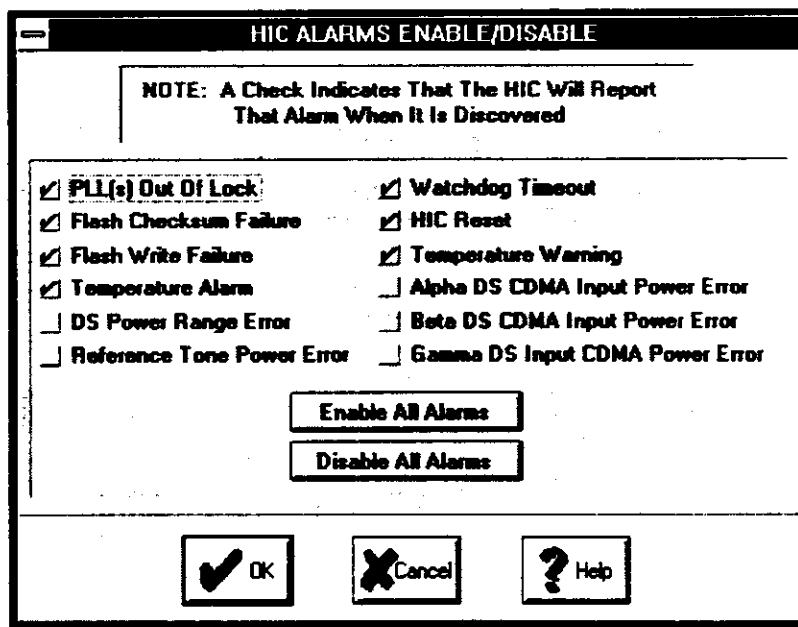 HIC ALARMS ENABLE/DISABLE
NOTE: A Check Indicates That The HIC Will Report
That Alarm When It Is Discovered
PLL(s) Out Of Lock
Flash Checksum Failure
Flash Write Failure
Temperature Alarm
DS Power Range Error
Reference Tone Power Error
Watchdog Timeout
HIC Reset
Temperature Warning
Alpha DS CDMA Input Power Error
Beta DS CDMA Input Power Error
Gamma DS Input CDMA Power Error
Enable All Alarms
Disable All Alarms
OK
Cancel
Help